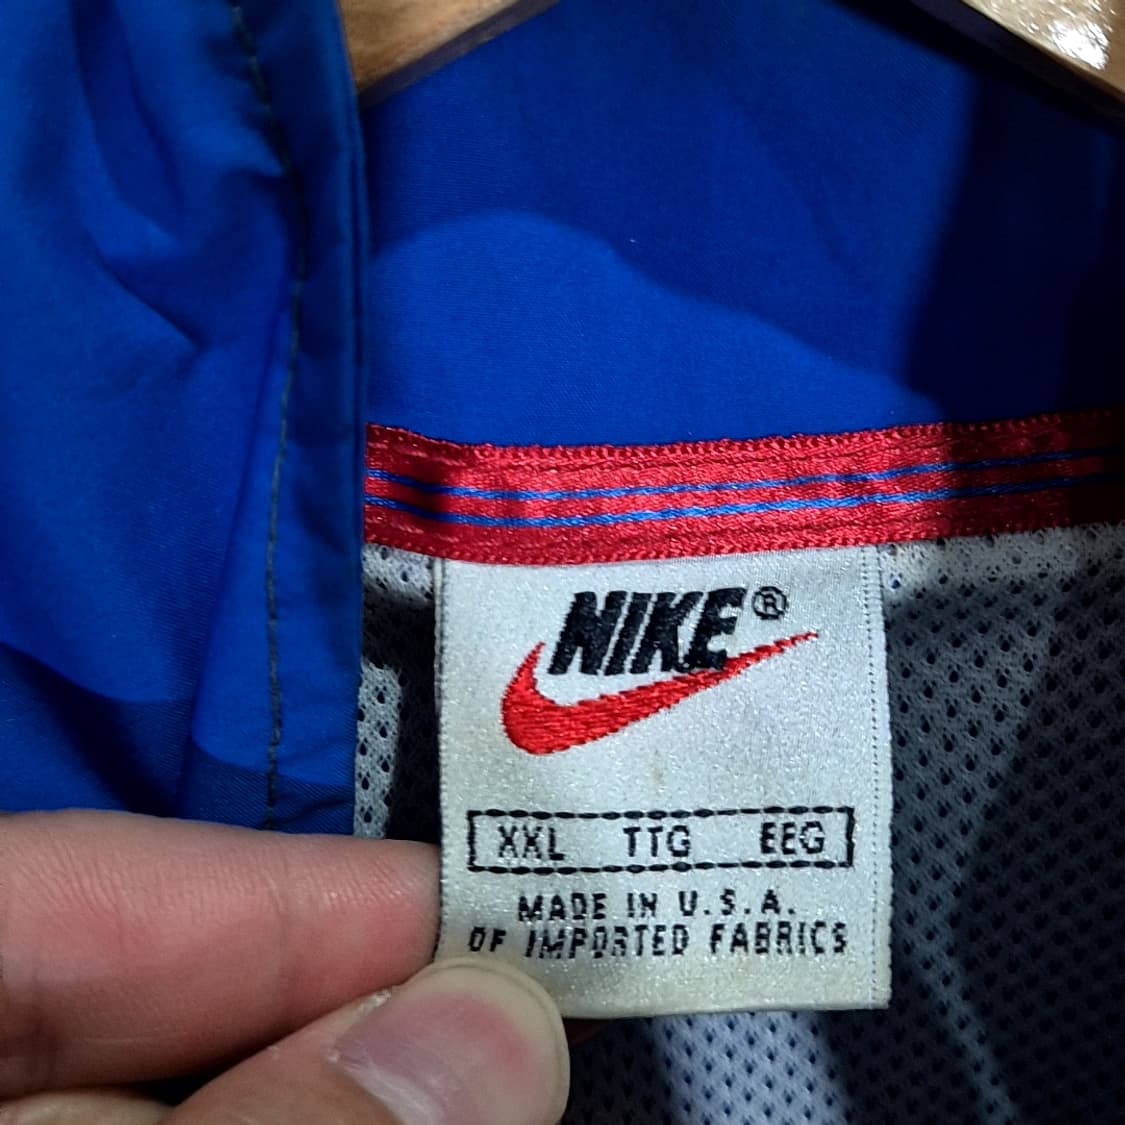 NIKE®
XXL TTG EEG
MADE IN U.S.A.
OF IMPORTED FABRICS